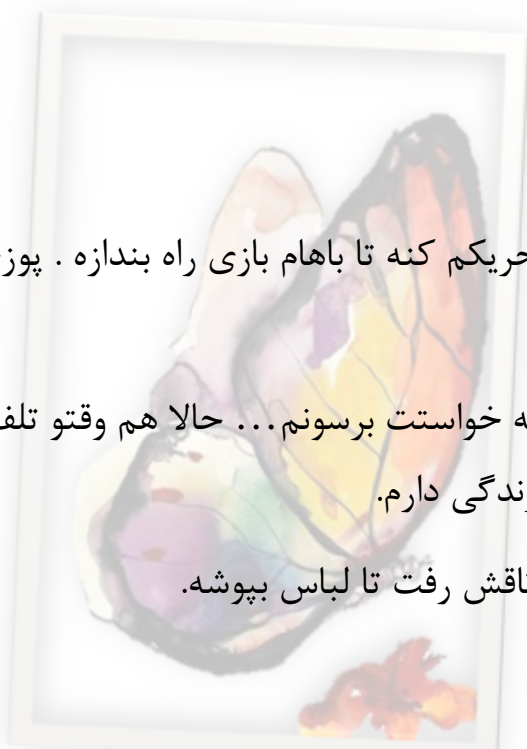 حریکم کنه تا باهام بازی راه بندازه . پوز
ه خواستت برسونم... حالا هم وقتو تلف
زندگی دارم.
تاقش رفت تا لباس بپوشه.